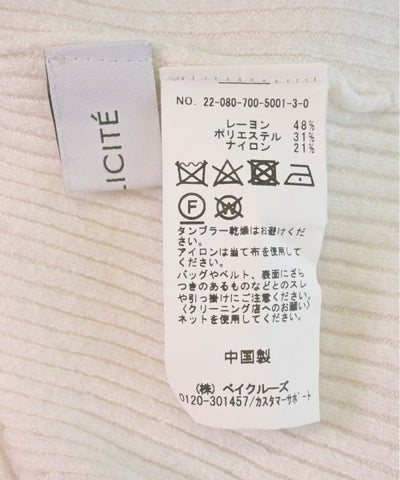 LICITÉ
NO. 22-080-700-5001-3-0
レーヨン 48%
ポリエステル 31%
ナイロン 21%
F
W
タンブラー乾燥はお避けくだ
さい。
アイロンは当て布を使用して
ください。
バッグやベルト、表面にざら
つきのあるものなどとのスレ
や引っ掛けにご注意ください。
〈クリーニング店へのお願い〉
ネットを使用してください。
中国製
(株) ベイクルーズ
0120-301457/カスタマーサポート